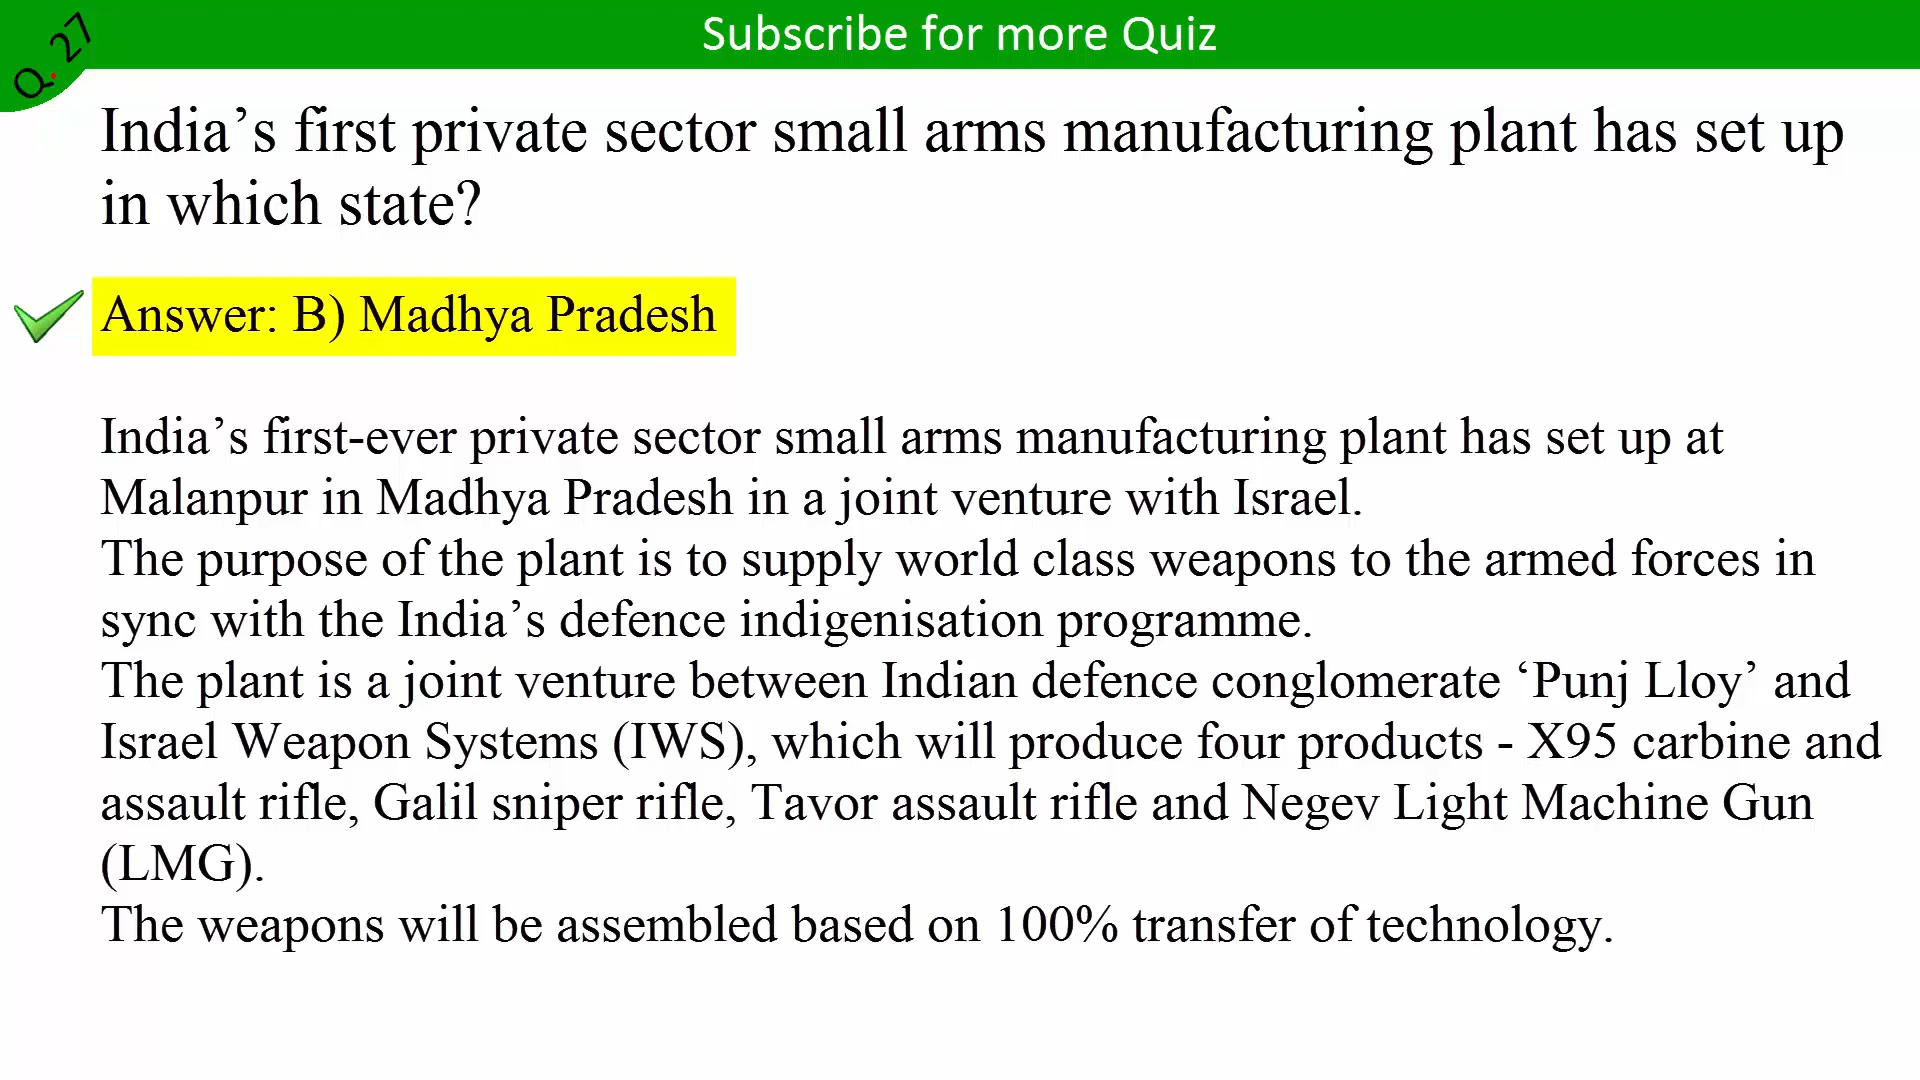 Subscribe for more Quiz
Q. 27
India’s first private sector small arms manufacturing plant has set up
in which state?
Answer: B) Madhya Pradesh
India’s first-ever private sector small arms manufacturing plant has set up at
Malanpur in Madhya Pradesh in a joint venture with Israel.
The purpose of the plant is to supply world class weapons to the armed forces in
sync with the India’s defence indigenisation programme.
The plant is a joint venture between Indian defence conglomerate ‘Punj Lloy’ and
Israel Weapon Systems (IWS), which will produce four products - X95 carbine and
assault rifle, Galil sniper rifle, Tavor assault rifle and Negev Light Machine Gun
(LMG).
The weapons will be assembled based on 100% transfer of technology.